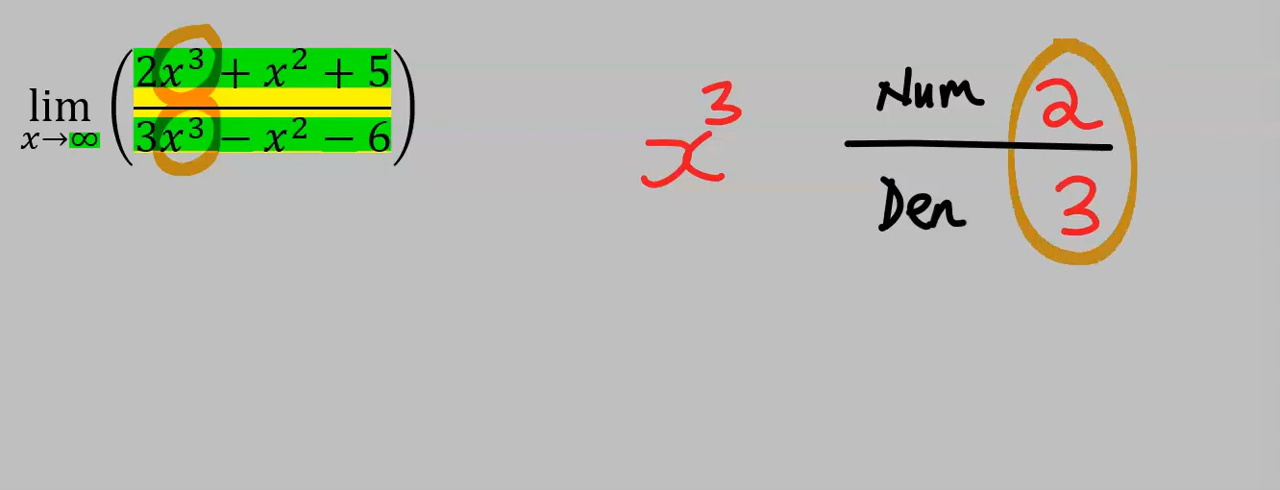 lim x→∞ (2x³ + x² + 5 / 3x³ − x² − 6)
x³
Num 2
Den 3